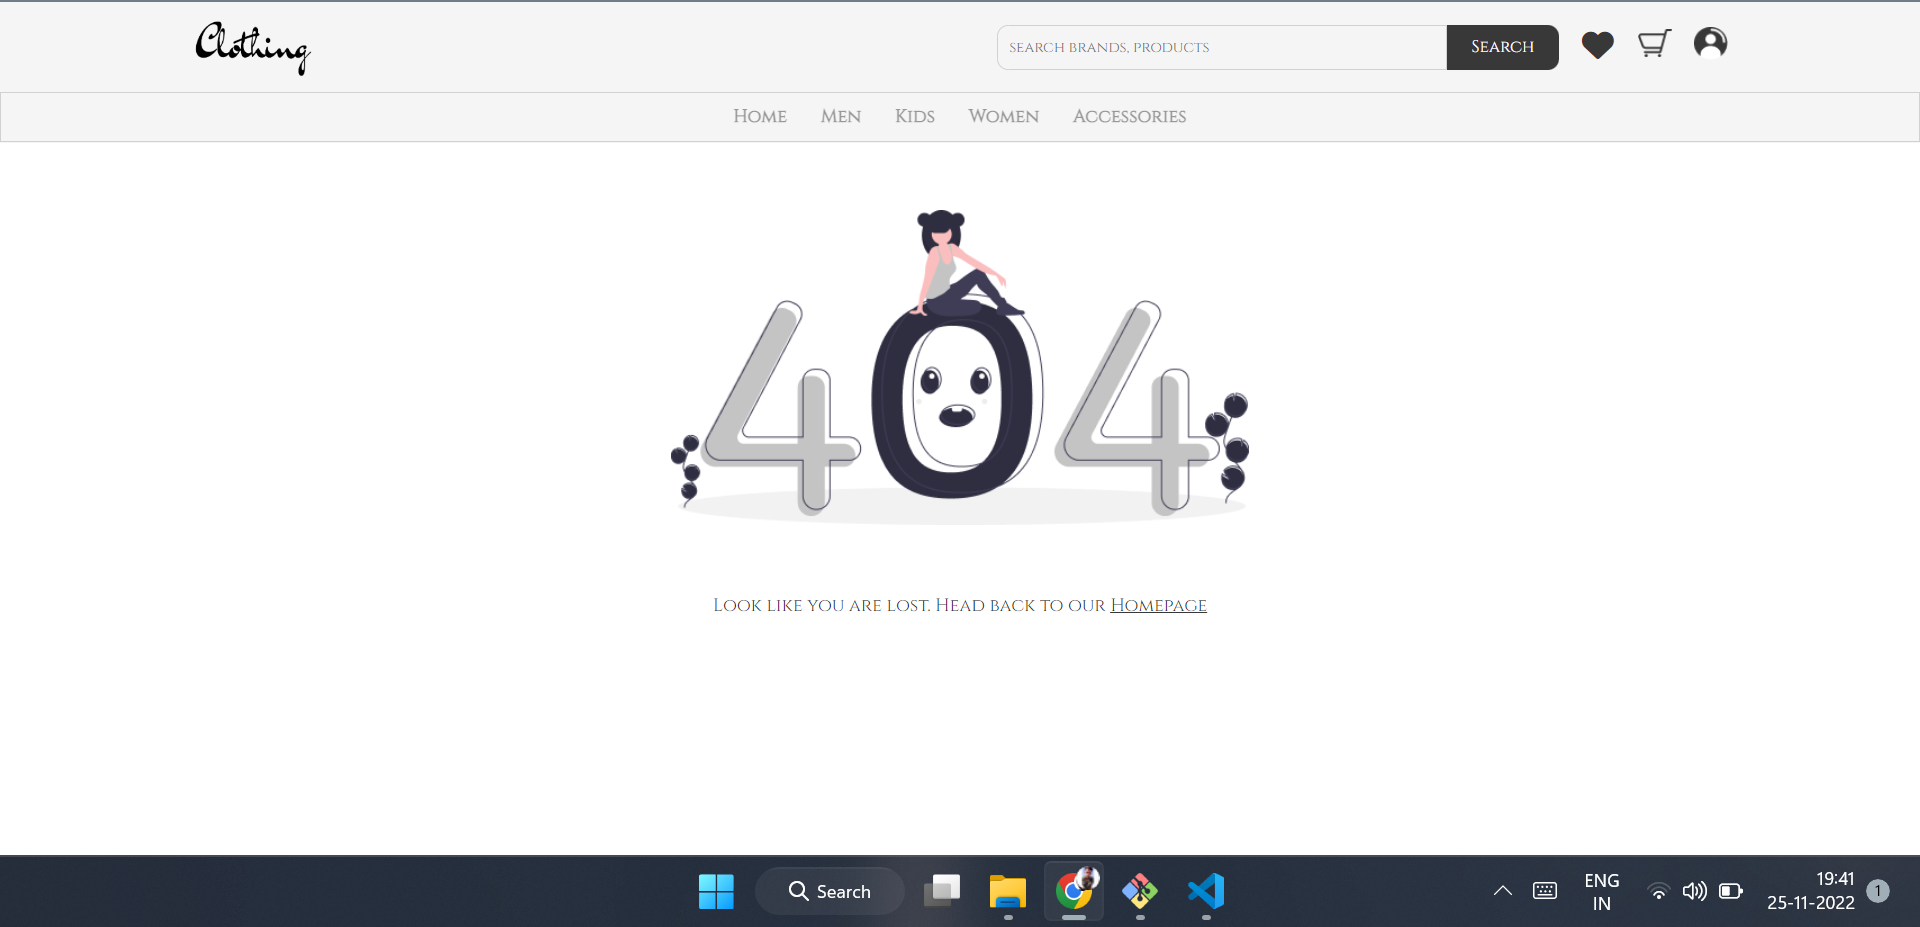 Clothing
Search brands, products
Search
Home Men Kids Women Accessories
404
Look like you are lost. Head back to our Homepage
Search
ENG
IN
19:41
25-11-2022
1